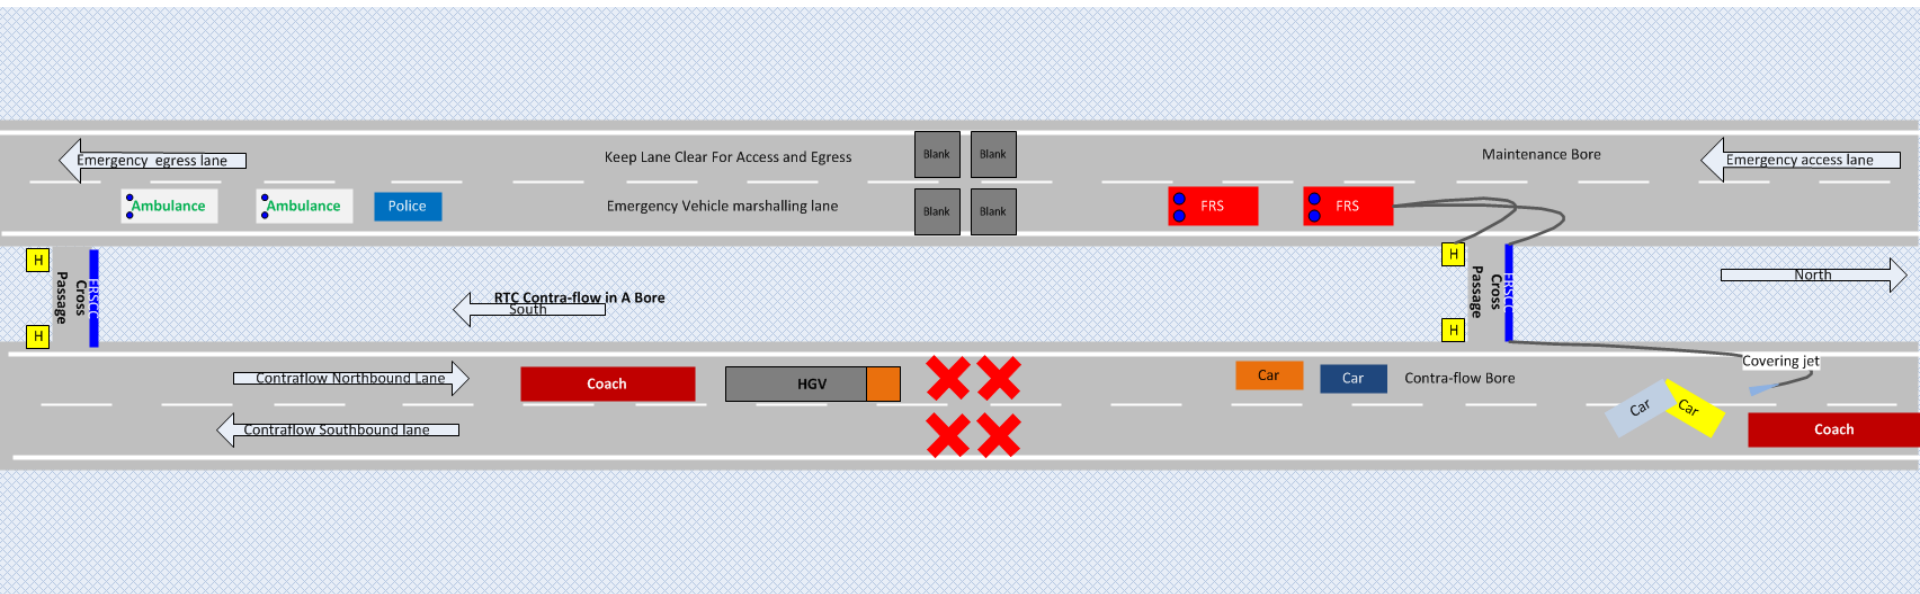 Emergency  egress lane
Keep Lane Clear For Access and Egress
Blank
Blank
Maintenance Bore
Emergency access lane
Ambulance
Ambulance
Police
Emergency Vehicle marshalling lane
Blank
Blank
FRS
FRS
H
Cross
Passage
H
RTC Contra-flow in A Bore
South
H
Cross
Passage
H
North
Contraflow Northbound Lane
Coach
HGV
Car
Car
Contra-flow Bore
Covering jet
Contraflow Southbound lane
Car
Car
Coach